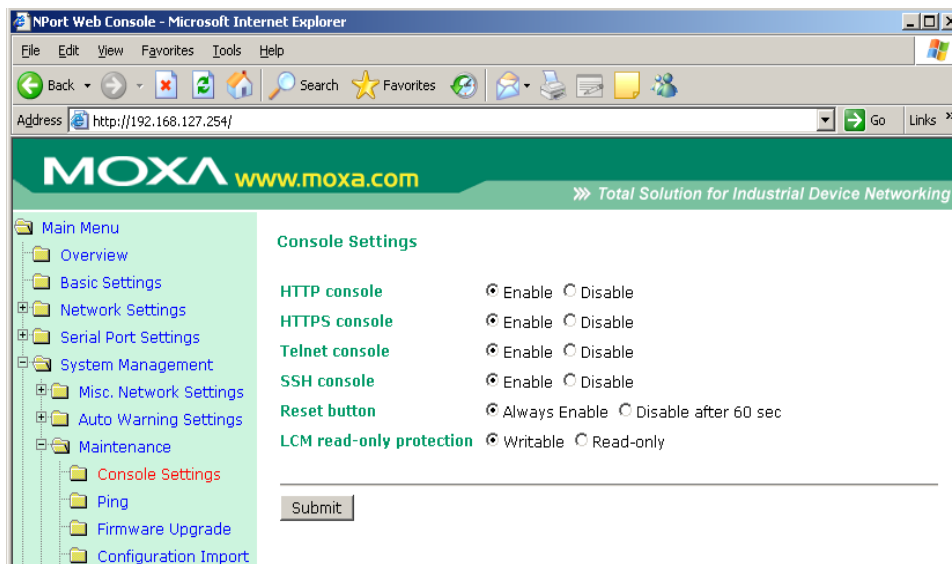 NPort Web Console - Microsoft Internet Explorer
File Edit View Favorites Tools Help
Back Search Favorites
Address http://192.168.127.254/ Go Links »
MOXA www.moxa.com
Total Solution for Industrial Device Networking
Main Menu
Overview
Basic Settings
Network Settings
Serial Port Settings
System Management
Misc. Network Settings
Auto Warning Settings
Maintenance
Console Settings
Ping
Firmware Upgrade
Configuration Import
Console Settings
HTTP console Enable Disable
HTTPS console Enable Disable
Telnet console Enable Disable
SSH console Enable Disable
Reset button Always Enable Disable after 60 sec
LCM read-only protection Writable Read-only
Submit